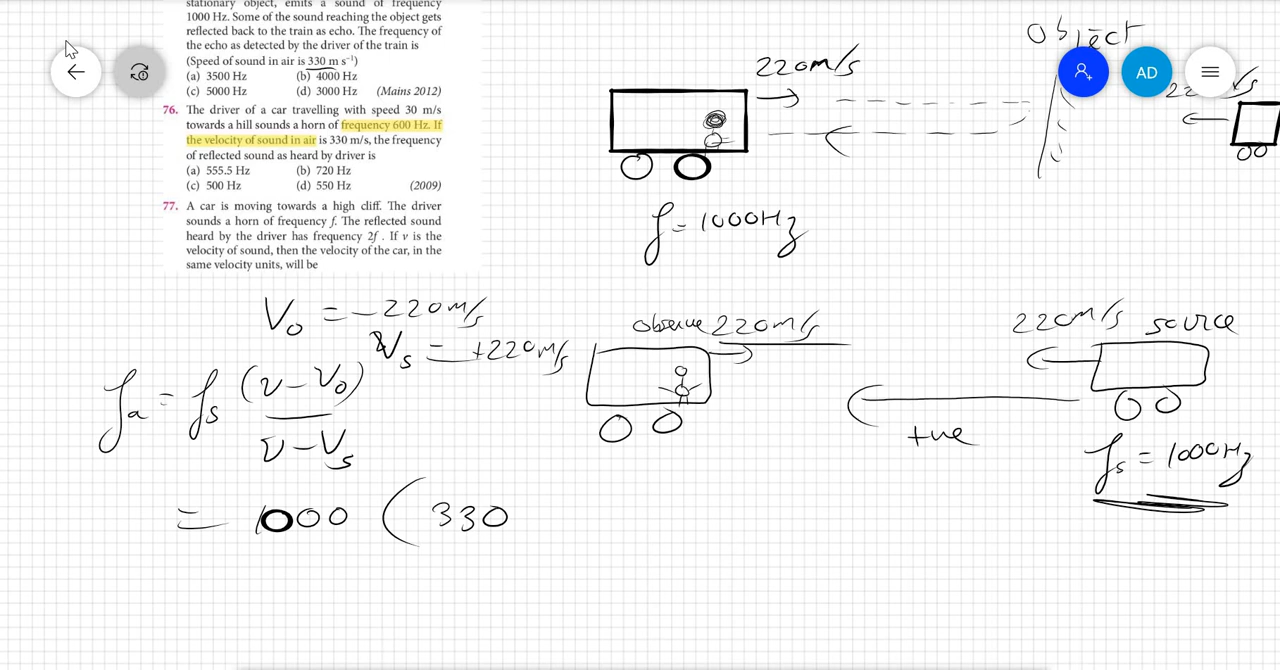 stationary object, emits a sound of frequency
1000 Hz. Some of the sound reaching the object gets
reflected back to the train as echo. The frequency of
the echo as detected by the driver of the train is
(Speed of sound in air is 330 m s⁻¹)
(a) 3500 Hz (b) 4000 Hz
(c) 5000 Hz (d) 3000 Hz (Mains 2012)
76. The driver of a car travelling with speed 30 m/s
towards a hill sounds a horn of frequency 600 Hz. If
the velocity of sound in air is 330 m/s, the frequency
of reflected sound as heard by driver is
(a) 555.5 Hz (b) 720 Hz
(c) 500 Hz (d) 550 Hz (2009)
77. A car is moving towards a high cliff. The driver
sounds a horn of frequency f. The reflected sound
heard by the driver has frequency 2f. If v is the
velocity of sound, then the velocity of the car, in the
same velocity units, will be
object
220m/s
AD
f = 1000Hz
V₀ = -220m/s
Vₛ = +220m/s
observe 220m/s
220m/s source
fₐ = fₛ (v - V₀)
v - Vₛ
+ve
fₛ = 1000Hz
= 1000 (330